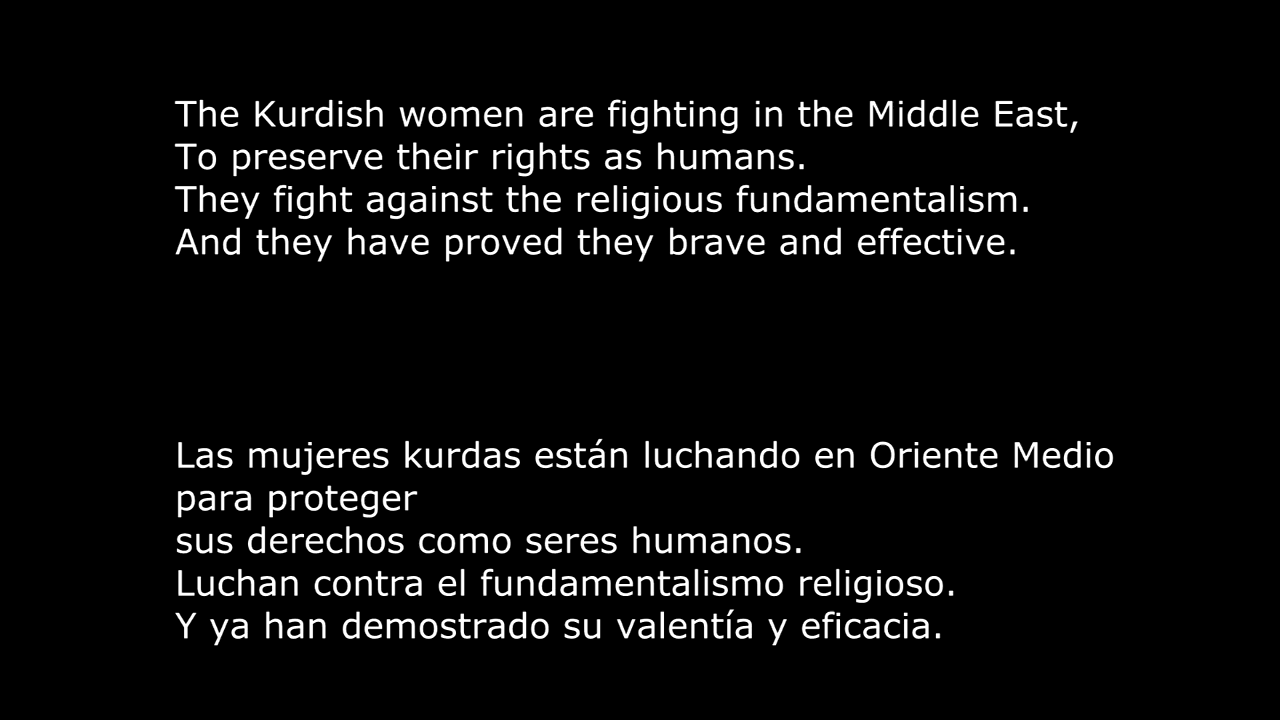 The Kurdish women are fighting in the Middle East,
To preserve their rights as humans.
They fight against the religious fundamentalism.
And they have proved they brave and effective.
Las mujeres kurdas están luchando en Oriente Medio
para proteger
sus derechos como seres humanos.
Luchan contra el fundamentalismo religioso.
Y ya han demostrado su valentía y eficacia.